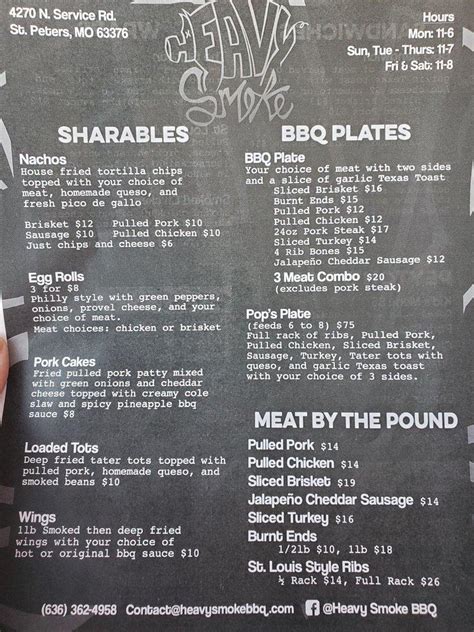 4270 N. Service Rd.
St. Peters, MO 63376
HEAVY
Smoke
Hours
Mon: 11-6
Sun, Tue - Thurs: 11-7
Fri & Sat: 11-8
SHARABLES
Nachos
House fried tortilla chips
topped with your choice of
meat, homemade queso, and
fresh pico de gallo
Brisket $12 Pulled Pork $10
Sausage $10 Pulled Chicken $10
Just chips and cheese $6
Egg Rolls
3 for $8
Philly style with green peppers,
onions, provel cheese, and your
choice of meat.
Meat choices: chicken or brisket
Pork Cakes
Fried pulled pork patty mixed
with green onions and cheddar
cheese topped with creamy cole
slaw and spicy pineapple bbq
sauce $8
Loaded Tots
Deep fried tater tots topped with
pulled pork, homemade queso, and
smoked beans $10
Wings
1lb Smoked then deep fried
wings with your choice of
hot or original bbq sauce $10
BBQ PLATES
BBQ Plate
Your choice of meat with two sides
and a slice of garlic Texas Toast
Sliced Brisket $16
Burnt Ends $15
Pulled Pork $12
Pulled Chicken $12
24oz Pork Steak $17
Sliced Turkey $14
4 Rib Bones $15
Jalapeño Cheddar Sausage $12
3 Meat Combo $20
(excludes pork steak)
Pop's Plate
(feeds 6 to 8) $75
Full rack of ribs, Pulled Pork,
Pulled Chicken, Sliced Brisket,
Sausage, Turkey, Tater tots with
queso, and garlic Texas toast
with your choice of 3 sides.
MEAT BY THE POUND
Pulled Pork $14
Pulled Chicken $14
Sliced Brisket $19
Jalapeño Cheddar Sausage $14
Sliced Turkey $16
Burnt Ends
1/2lb $10, 1lb $18
St. Louis Style Ribs
½ Rack $14, Full Rack $26
(636) 362-4958 Contact@heavysmokebbq.com f @Heavy Smoke BBQ